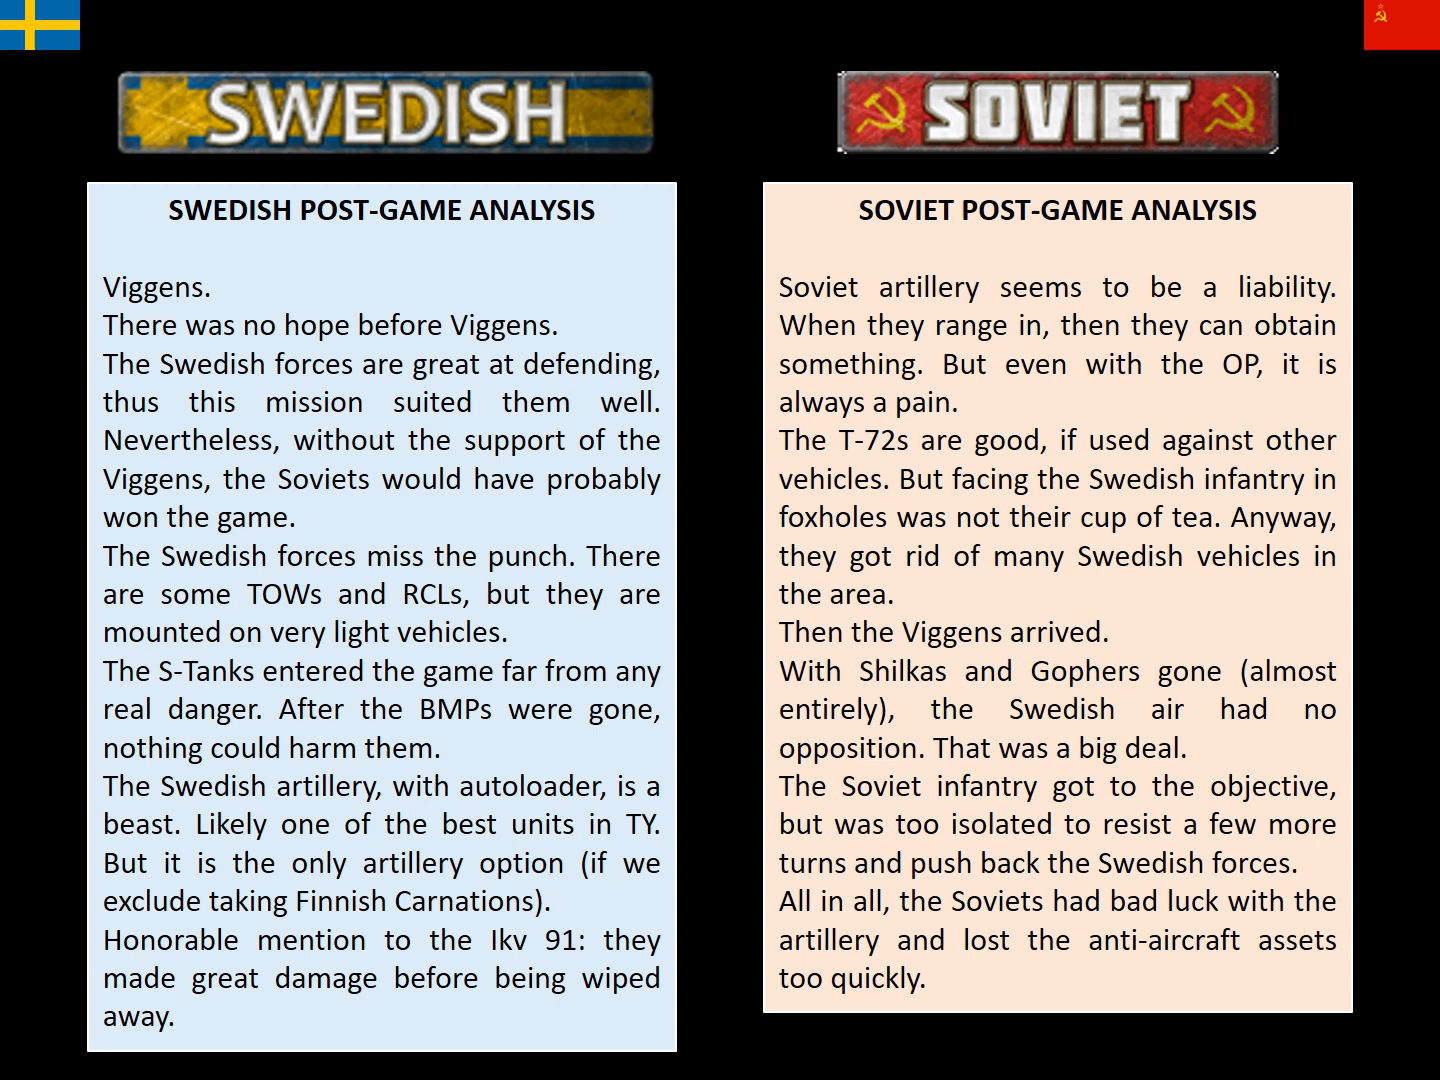 SWEDISH
SWEDISH POST-GAME ANALYSIS
Viggens.
There was no hope before Viggens.
The Swedish forces are great at defending,
thus this mission suited them well.
Nevertheless, without the support of the
Viggens, the Soviets would have probably
won the game.
The Swedish forces miss the punch. There
are some TOWs and RCLs, but they are
mounted on very light vehicles.
The S-Tanks entered the game far from any
real danger. After the BMPs were gone,
nothing could harm them.
The Swedish artillery, with autoloader, is a
beast. Likely one of the best units in TY.
But it is the only artillery option (if we
exclude taking Finnish Carnations).
Honorable mention to the Ikv 91: they
made great damage before being wiped
away.
SOVIET
SOVIET POST-GAME ANALYSIS
Soviet artillery seems to be a liability.
When they range in, then they can obtain
something. But even with the OP, it is
always a pain.
The T-72s are good, if used against other
vehicles. But facing the Swedish infantry in
foxholes was not their cup of tea. Anyway,
they got rid of many Swedish vehicles in
the area.
Then the Viggens arrived.
With Shilkas and Gophers gone (almost
entirely), the Swedish air had no
opposition. That was a big deal.
The Soviet infantry got to the objective,
but was too isolated to resist a few more
turns and push back the Swedish forces.
All in all, the Soviets had bad luck with the
artillery and lost the anti-aircraft assets
too quickly.